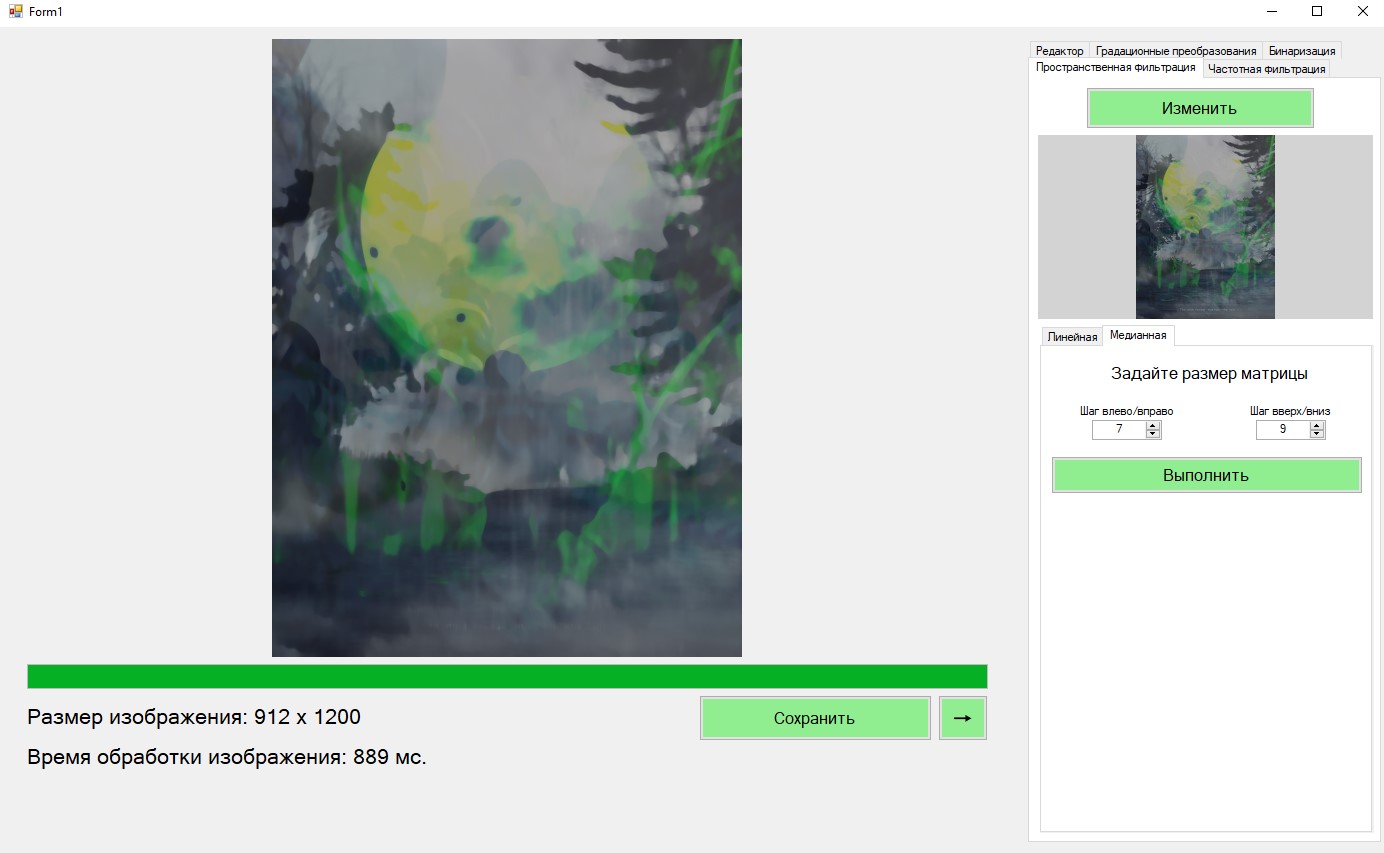 Form1
Редактор Градационные преобразования Бинаризация
Пространственная фильтрация Частотная фильтрация
Изменить
Линейная Медианная
Задайте размер матрицы
Шаг влево/вправо Шаг вверх/вниз
7 9
Выполнить
Размер изображения: 912 x 1200
Сохранить →
Время обработки изображения: 889 мс.